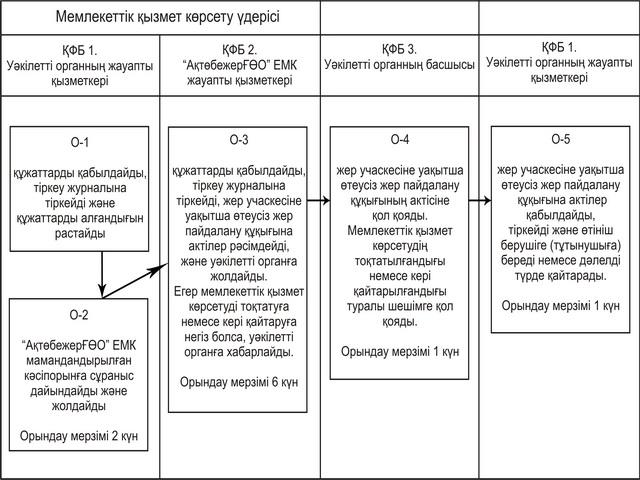 Мемлекеттік қызмет көрсету үдерісі
ҚФБ 1.
Уәкілетті органның жауапты
қызметкері
ҚФБ 2.
“АқтөбежерҒӨО” ЕМК
жауапты қызметкері
ҚФБ 3.
Уәкілетті органның басшысы
ҚФБ 1.
Уәкілетті органның жауапты
қызметкері
О-1
құжаттарды қабылдайды,
тіркеу журналына
тіркейді және
құжаттарды алғандығын
растайды
О-2
“АқтөбежерҒӨО” ЕМК
мамандандырылған
кәсіпорынға сұраныс
дайындайды және
жолдайды
Орындау мерзімі 2 күн
О-3
құжаттарды қабылдайды,
тіркеу журналына
тіркейді, жер учаскесіне
уақытша өтеусіз жер
пайдалану құқығына
актілер рәсімдейді,
және уәкілетті органға
жолдайды.
Егер мемлекеттік қызмет
көрсетуді тоқтатуға
немесе кері қайтаруға
негіз болса, уәкілетті
органға хабарлайды.
Орындау мерзімі 6 күн
О-4
жер учаскесіне уақытша
өтеусіз жер пайдалану
құқығының актісіне
қол қояды.
Мемлекеттік қызмет
көрсетудің
тоқтатылғандығы
немесе кері
қайтарылғандығы
туралы шешімге қол
қояды.
Орындау мерзімі 1 күн
О-5
жер учаскесіне уақытша
өтеусіз жер пайдалану
құқығына актілер
қабылдайды,
тіркейді және өтініш
берушіге (тұтынушыға)
береді немесе дәлелді
түрде қайтарады.
Орындау мерзімі 1 күн